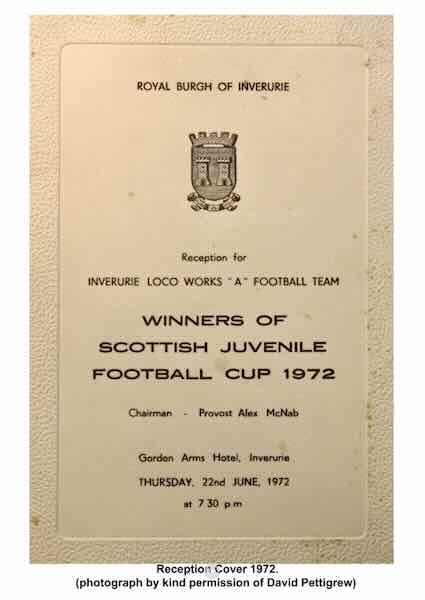 ROYAL BURGH OF INVERURIE
Reception for
INVERURIE LOCO WORKS "A" FOOTBALL TEAM
WINNERS OF
SCOTTISH JUVENILE
FOOTBALL CUP 1972
Chairman - Provost Alex McNab
Gordon Arms Hotel, Inverurie
THURSDAY, 22nd JUNE, 1972
at 7 30 p m
Reception Cover 1972.
(photograph by kind permission of David Pettigrew)